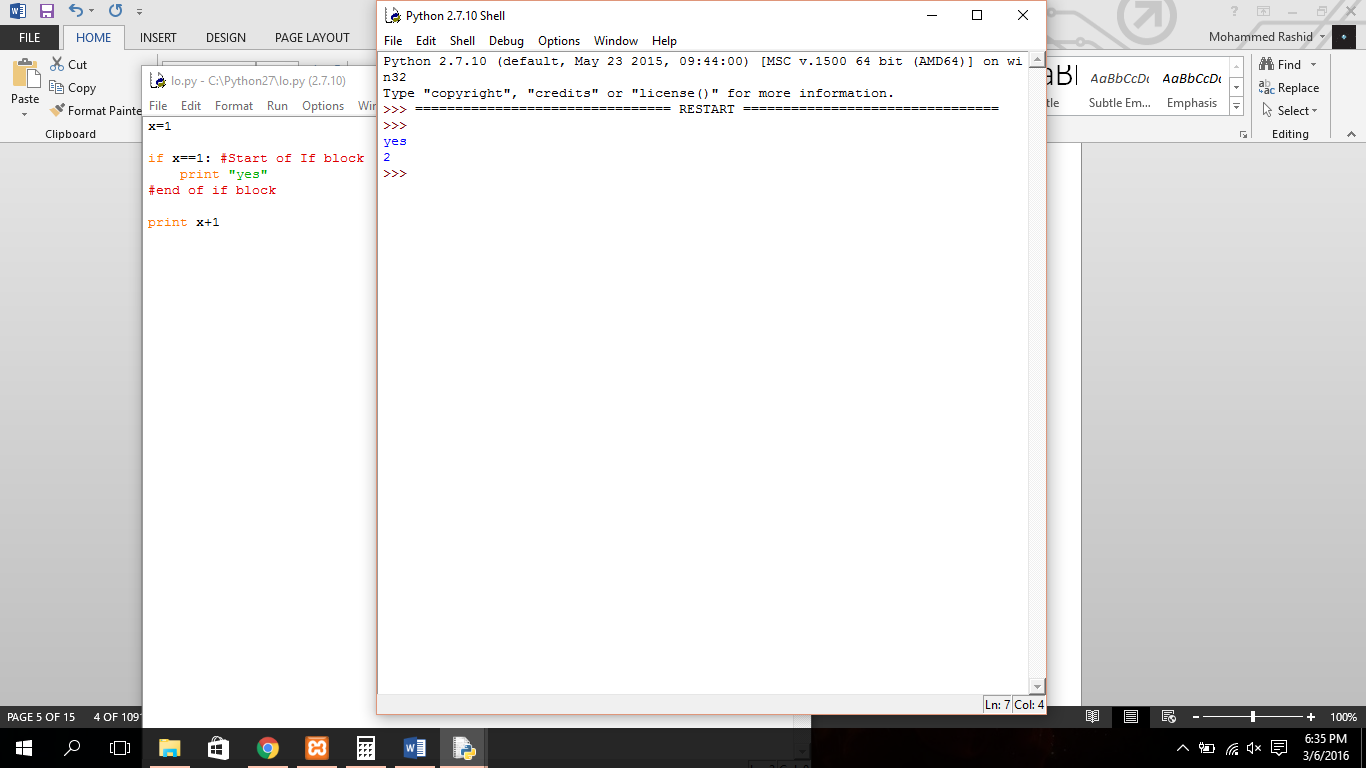 Python 2.7.10 Shell
File Edit Shell Debug Options Window Help
Python 2.7.10 (default, May 23 2015, 09:44:00) [MSC v.1500 64 bit (AMD64)] on wi
n32
Type "copyright", "credits" or "license()" for more information.
>>> ================================ RESTART ================================
>>>
yes
2
>>>
Ln: 7 Col: 4
FILE HOME INSERT DESIGN PAGE LAYOUT
Mohammed Rashid
Paste
Cut
Copy
Format Painte
Clipboard
lo.py - C:\Python27\lo.py (2.7.10)
File Edit Format Run Options Wir
x=1
if x==1: #Start of If block
print "yes"
#end of if block
print x+1
AaBbCcDc AaBbCcDc
tle Subtle Em... Emphasis
Find
Replace
Select
Editing
PAGE 5 OF 15 4 OF 109
100%
6:35 PM
3/6/2016